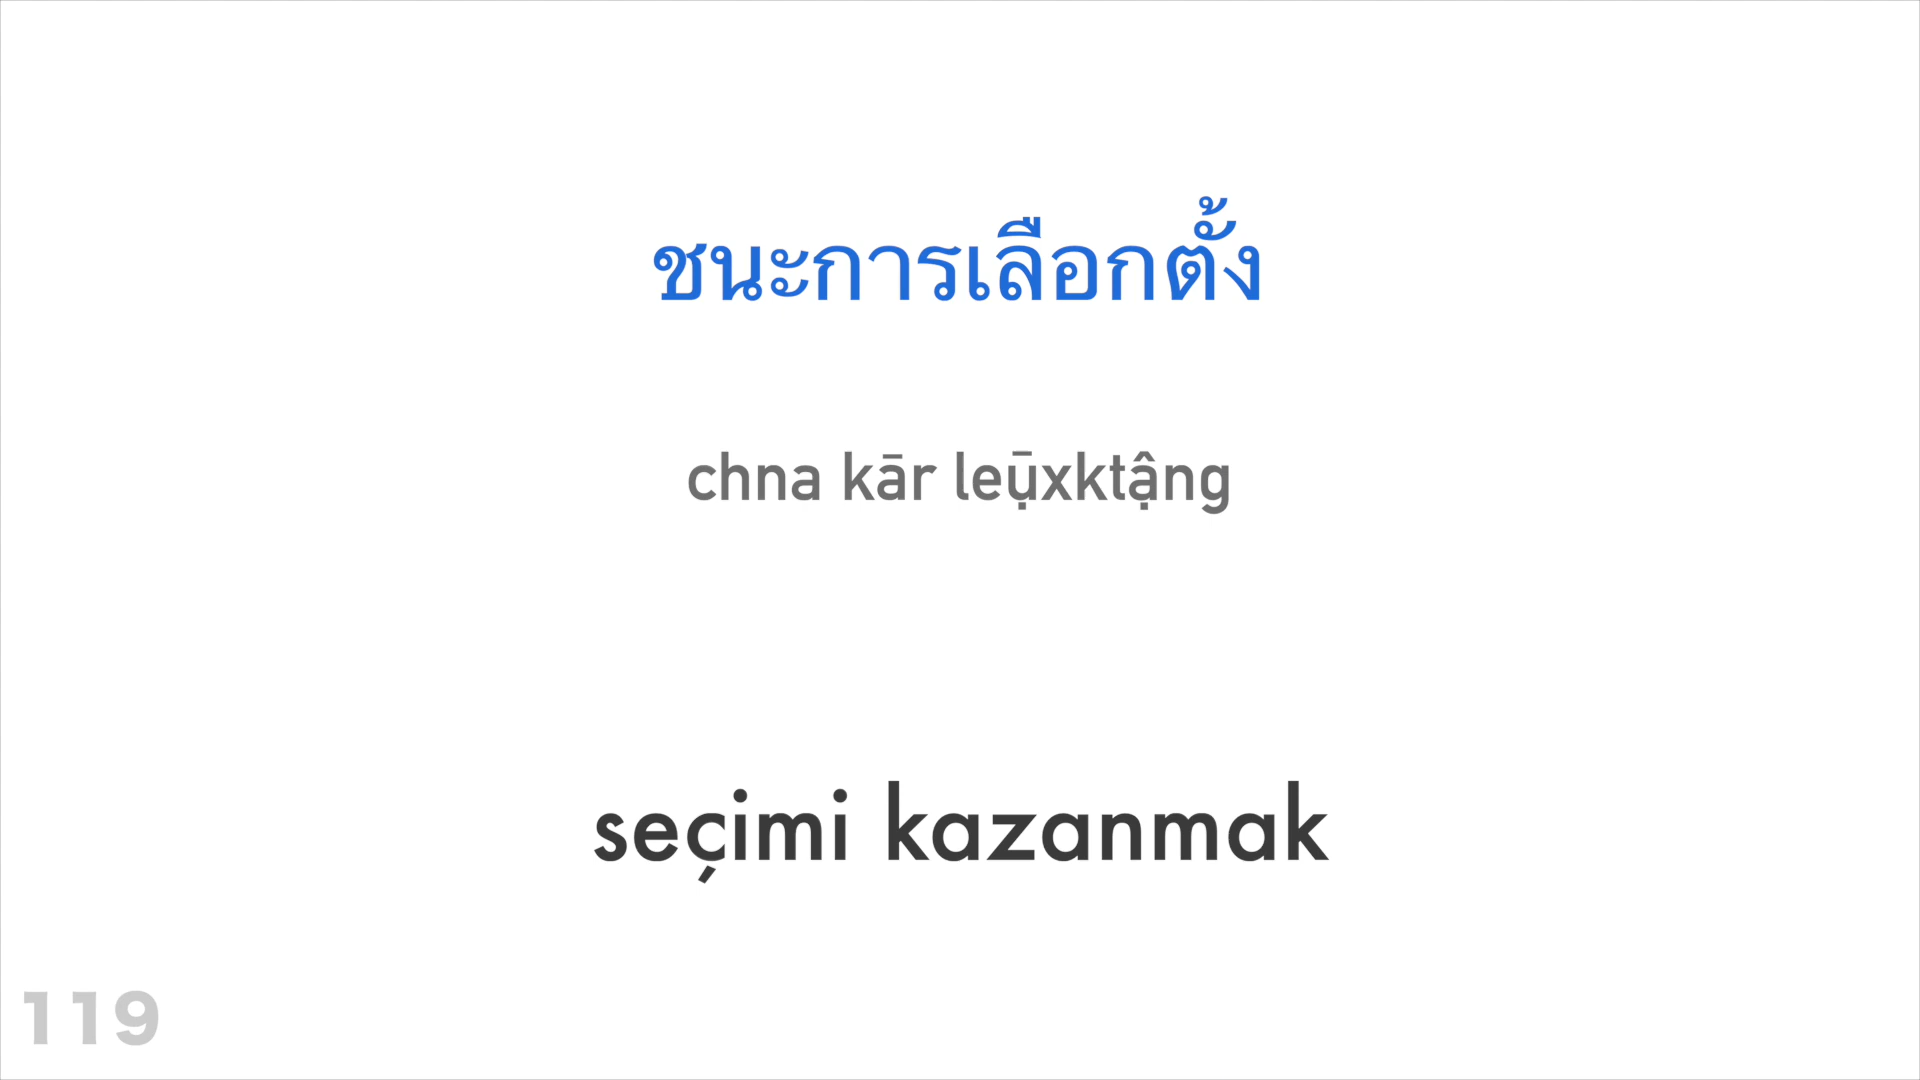 ชนะการเลือกตั้ง
chna kār leụ̄xktậng
seçimi kazanmak
119